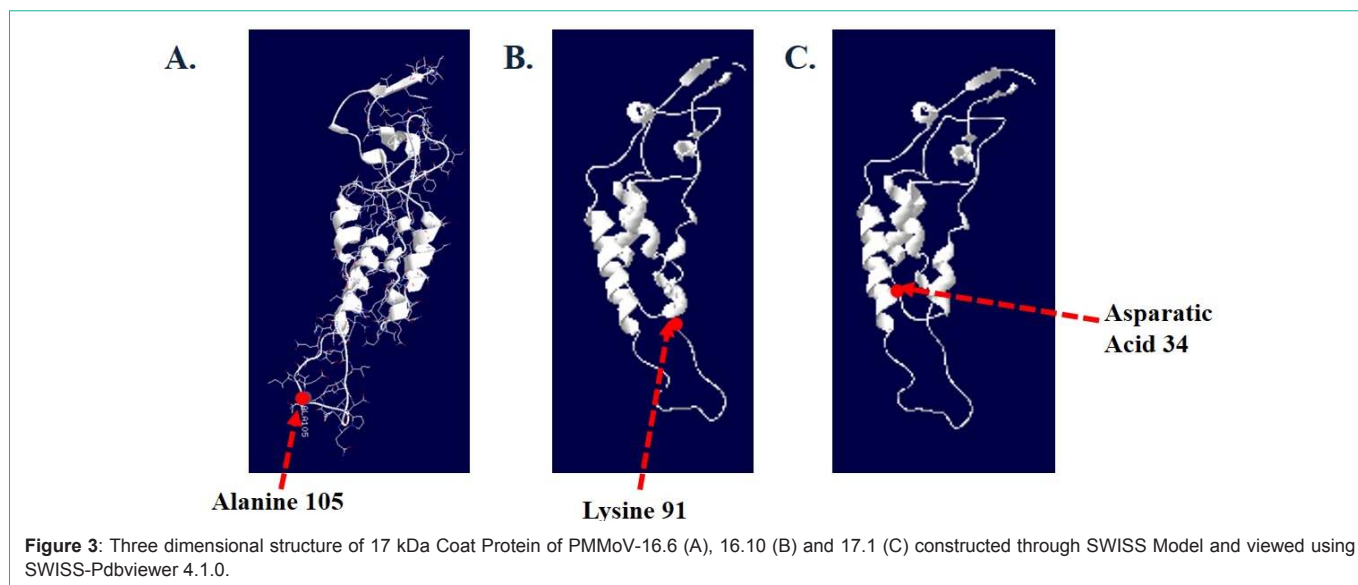 A.
B.
C.
ALA105
Alanine 105
Lysine 91
Asparatic
Acid 34
Figure 3: Three dimensional structure of 17 kDa Coat Protein of PMMoV-16.6 (A), 16.10 (B) and 17.1 (C) constructed through SWISS Model and viewed using
SWISS-Pdbviewer 4.1.0.